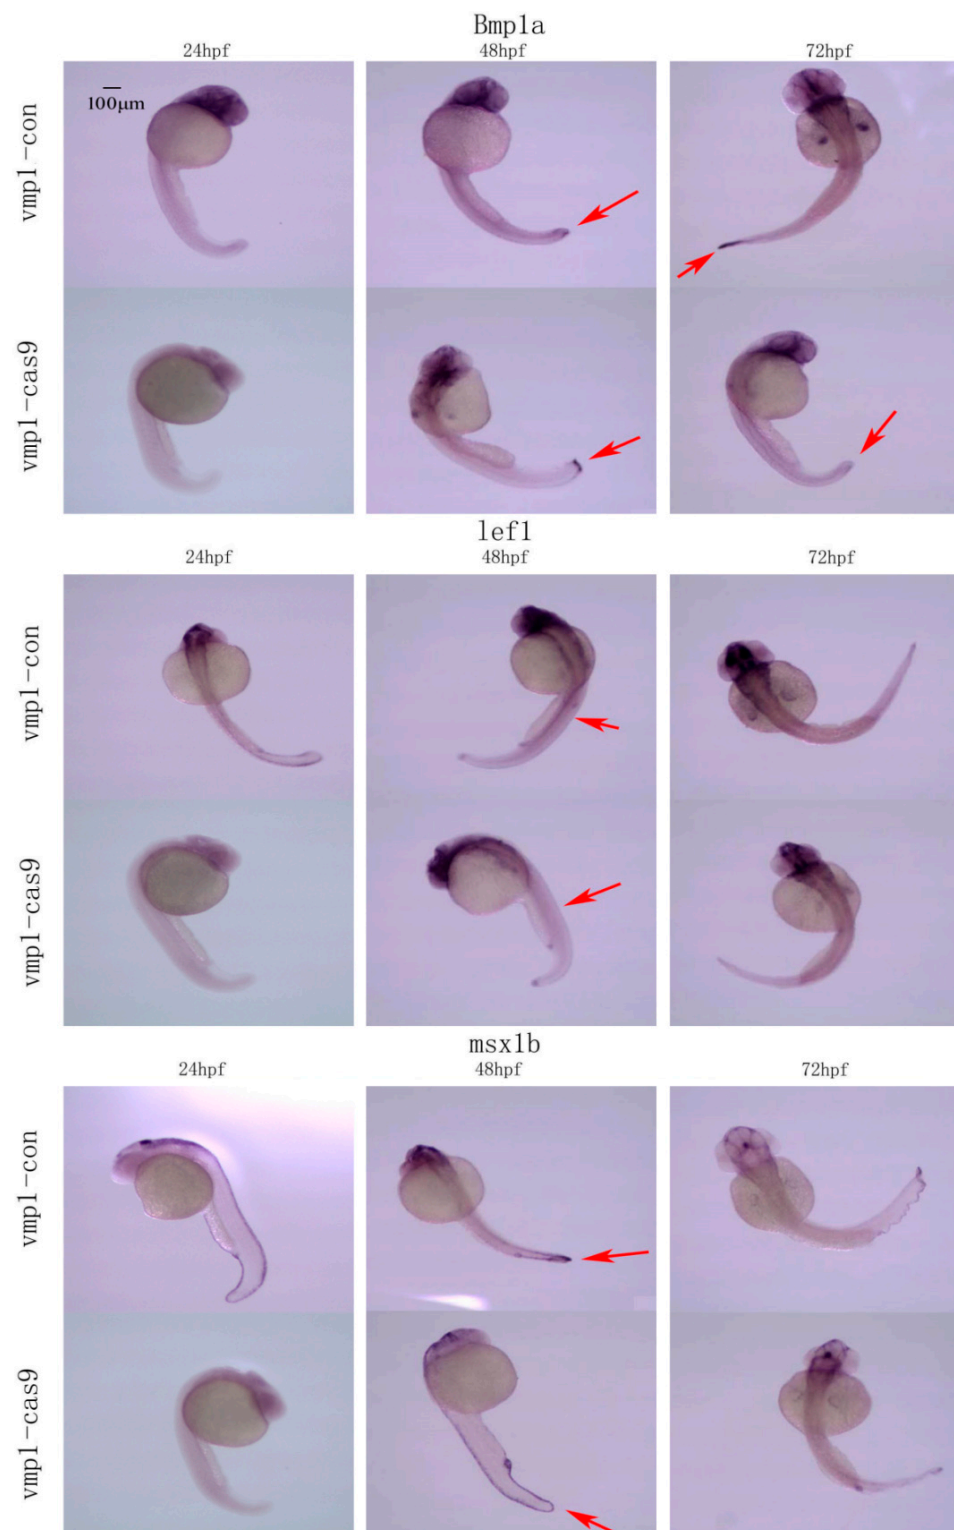 Bmp1a
24hpf 48hpf 72hpf
100µm
vmp1-con
vmp1-cas9
lef1
24hpf 48hpf 72hpf
vmp1-con
vmp1-cas9
msx1b
24hpf 48hpf 72hpf
vmp1-con
vmp1-cas9